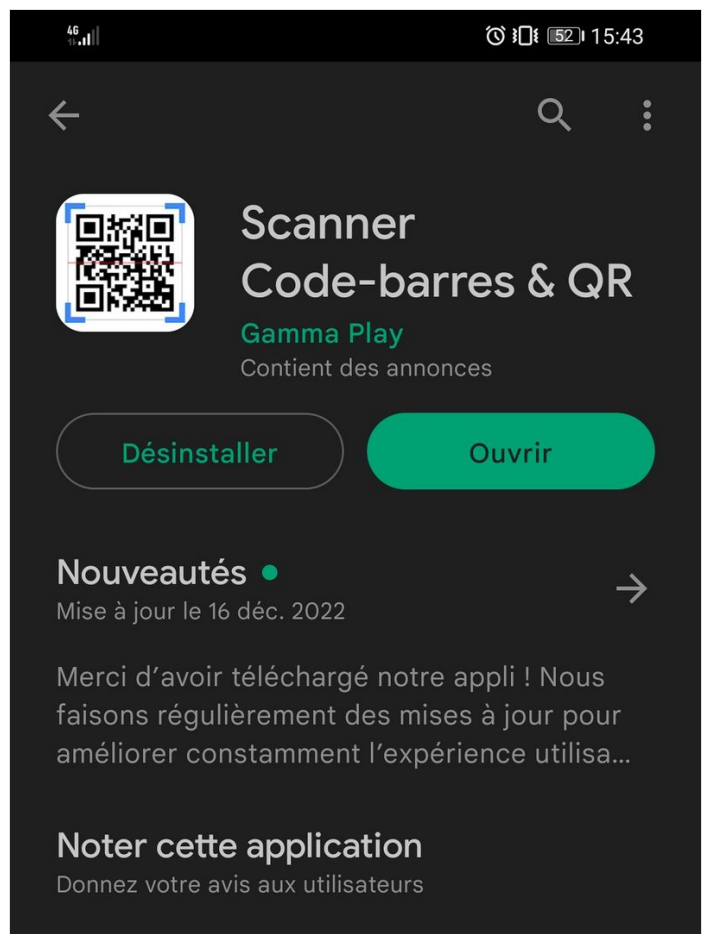 4G 52 15:43
Scanner
Code-barres & QR
Gamma Play
Contient des annonces
Désinstaller
Ouvrir
Nouveautés
Mise à jour le 16 déc. 2022
Merci d’avoir téléchargé notre appli ! Nous
faisons régulièrement des mises à jour pour
améliorer constamment l’expérience utilisa…
Noter cette application
Donnez votre avis aux utilisateurs